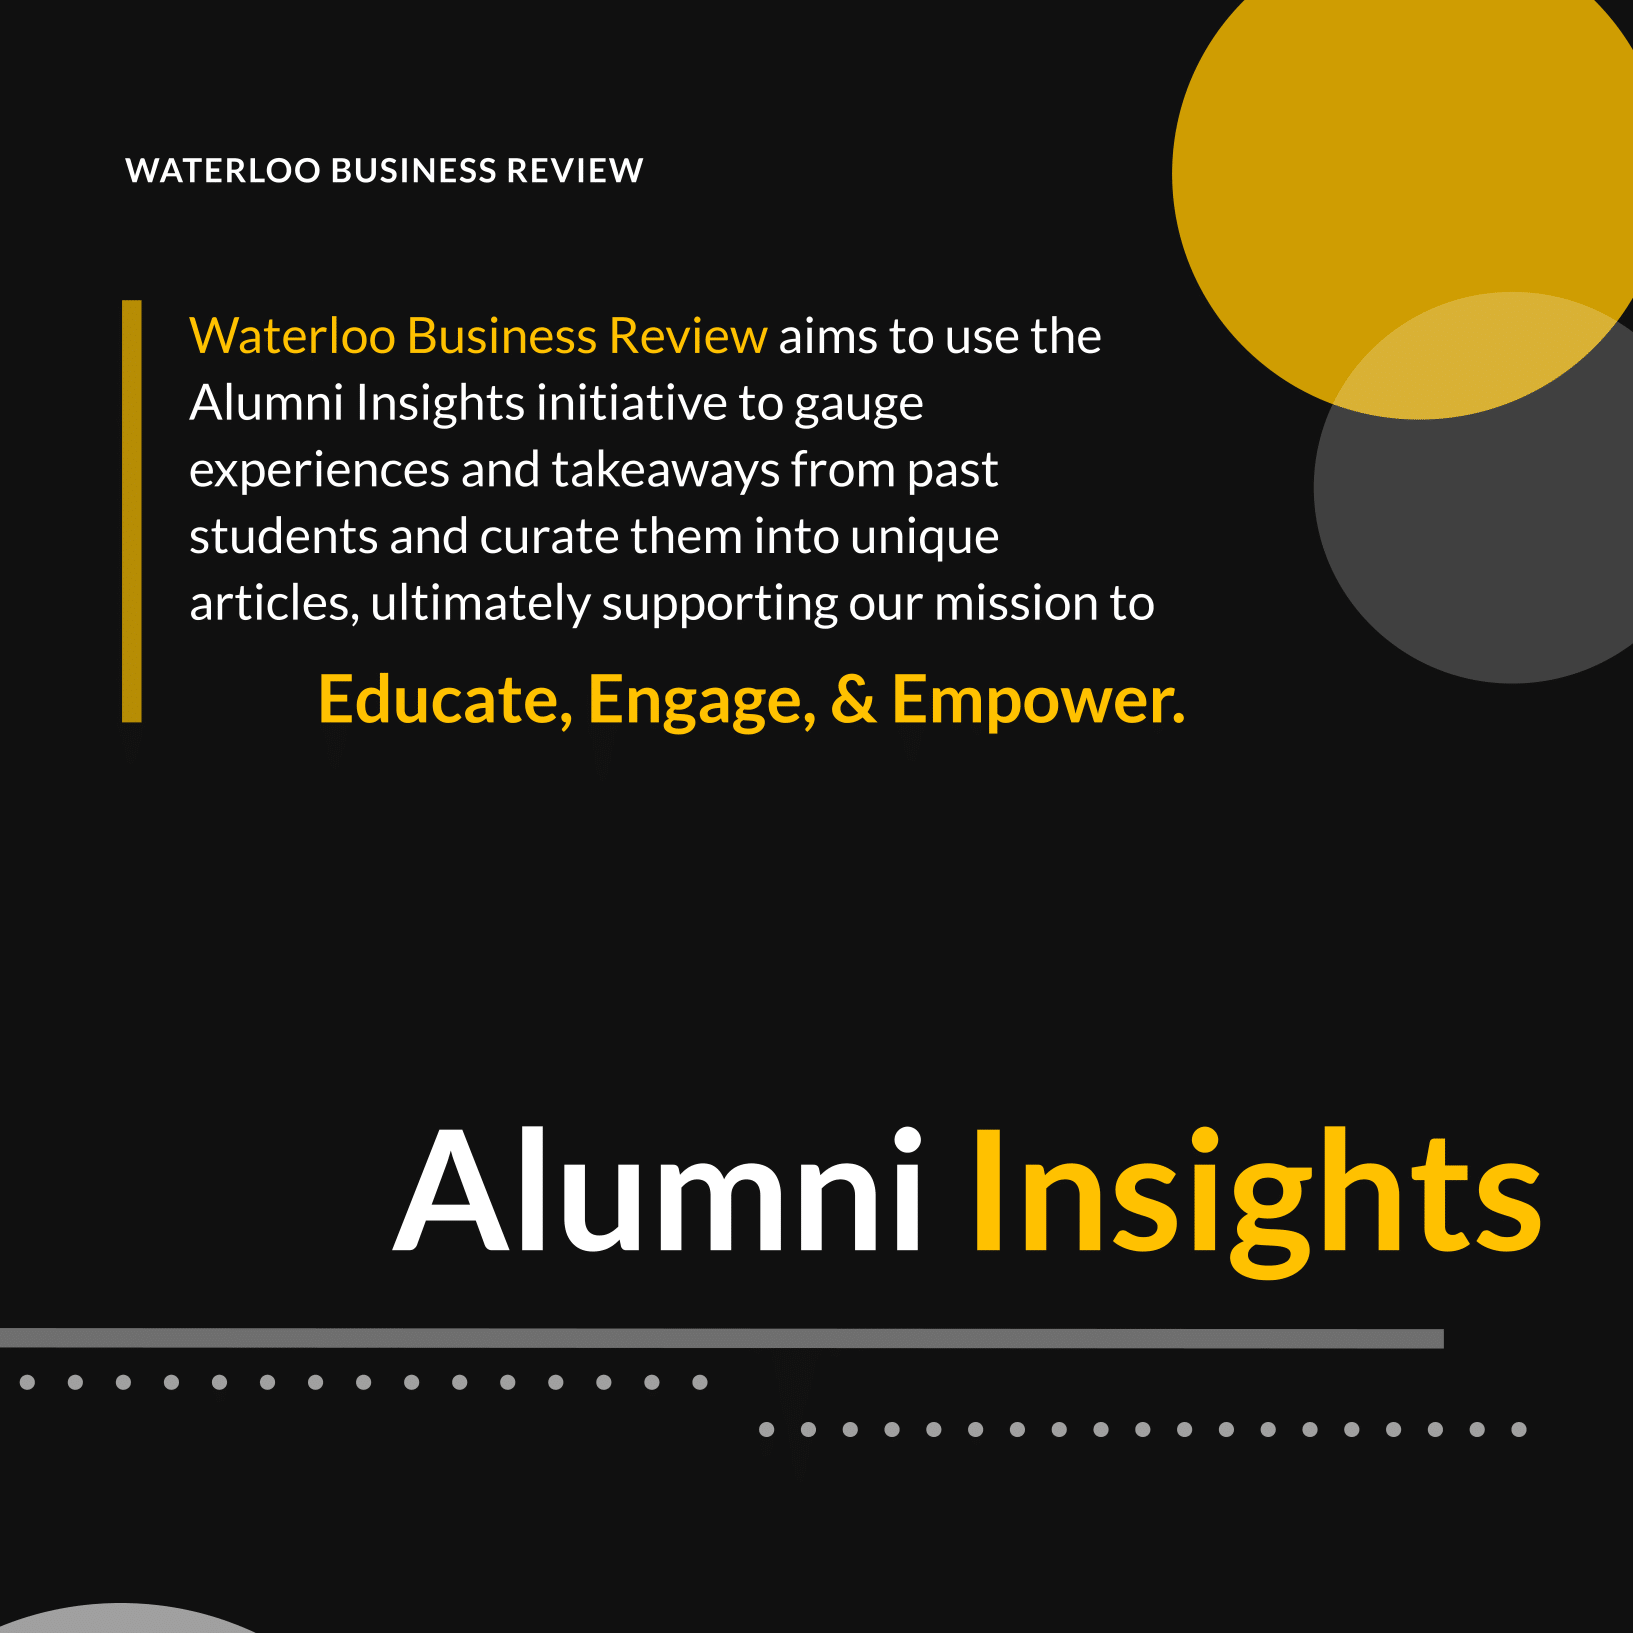 WATERLOO BUSINESS REVIEW
Waterloo Business Review aims to use the
Alumni Insights initiative to gauge
experiences and takeaways from past
students and curate them into unique
articles, ultimately supporting our mission to
Educate, Engage, & Empower.
Alumni Insights